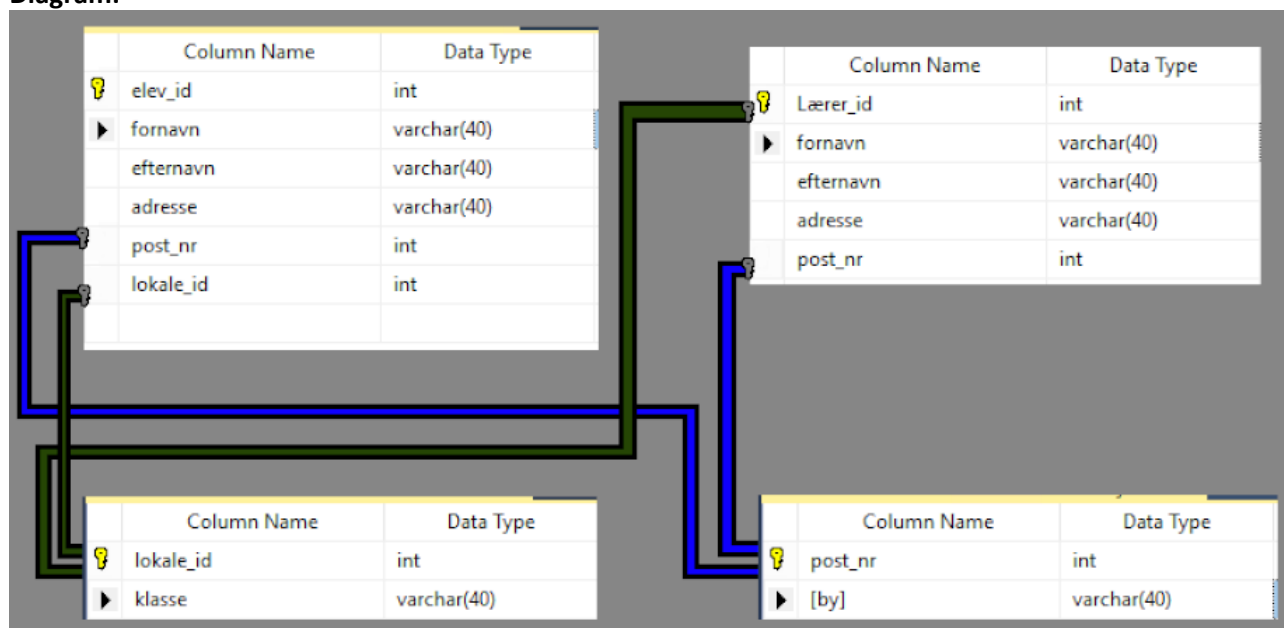 Column Name Data Type
elev_id int
fornavn varchar(40)
efternavn varchar(40)
adresse varchar(40)
post_nr int
lokale_id int
Column Name Data Type
Lærer_id int
fornavn varchar(40)
efternavn varchar(40)
adresse varchar(40)
post_nr int
Column Name Data Type
lokale_id int
klasse varchar(40)
Column Name Data Type
post_nr int
[by] varchar(40)